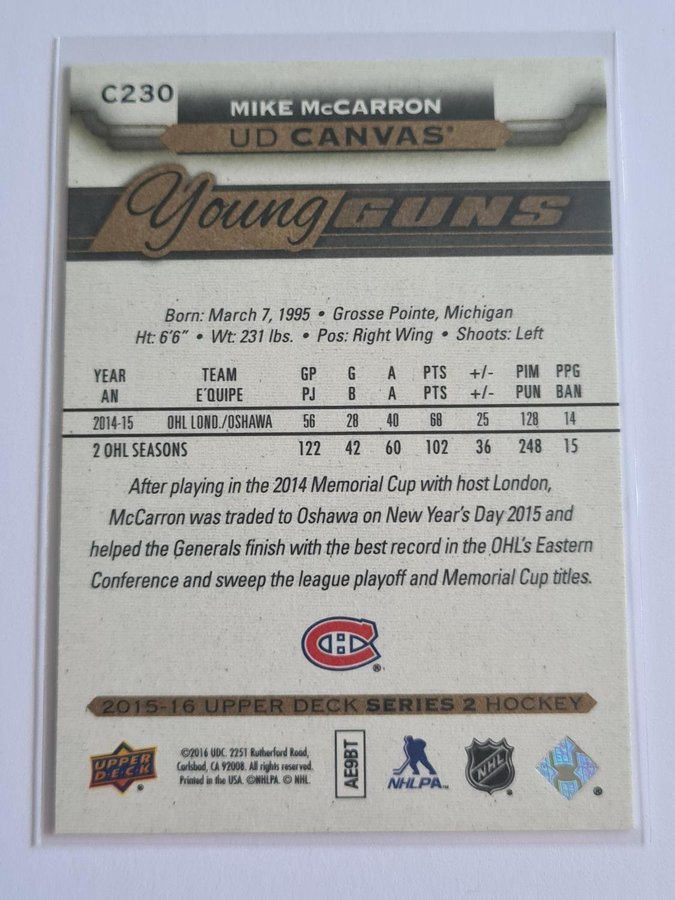 C230
MIKE McCARRON
UD CANVAS®
Young GUNS
Born: March 7, 1995 • Grosse Pointe, Michigan
Ht: 6'6" • Wt: 231 lbs. • Pos: Right Wing • Shoots: Left
YEAR TEAM GP G A PTS +/- PIM PPG
AN E'QUIPE PJ B A PTS +/- PUN BAN
2014-15 OHL LOND./OSHAWA 56 28 40 68 25 128 14
2 OHL SEASONS 122 42 60 102 36 248 15
After playing in the 2014 Memorial Cup with host London,
McCarron was traded to Oshawa on New Year's Day 2015 and
helped the Generals finish with the best record in the OHL's Eastern
Conference and sweep the league playoff and Memorial Cup titles.
CH ®
2015-16 UPPER DECK SERIES 2 HOCKEY
UPPER DECK ®
©2016 UDC. 2251 Rutherford Road,
Carlsbad, CA 92008. All rights reserved.
Printed in the USA. ©NHLPA. © NHL.
AE9BT
NHLPA™
NHL ®
®